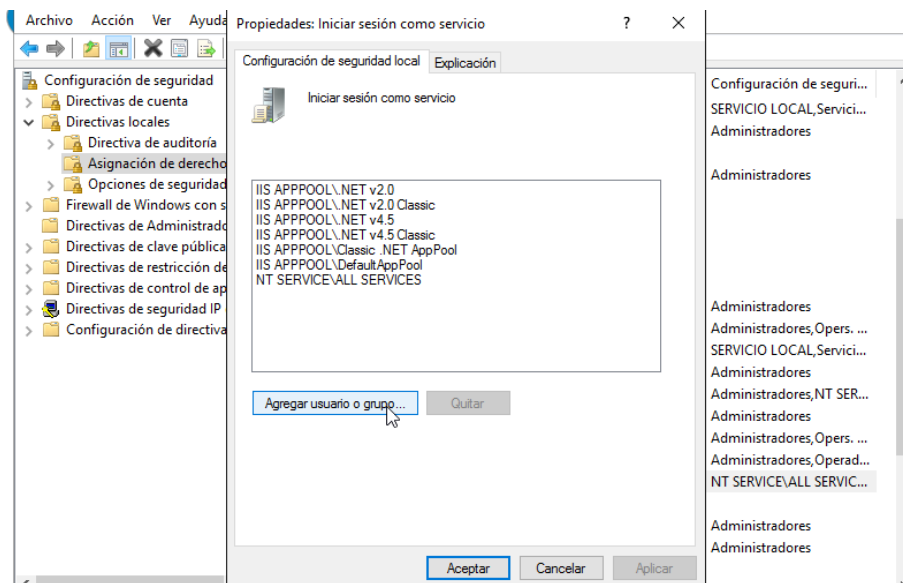 Archivo Acción Ver Ayuda
Configuración de seguridad
Directivas de cuenta
Directivas locales
Directiva de auditoría
Asignación de derecho
Opciones de seguridad
Firewall de Windows con s
Directivas de Administrado
Directivas de clave pública
Directivas de restricción de
Directivas de control de ap
Directivas de seguridad IP
Configuración de directiva
Propiedades: Iniciar sesión como servicio ? ×
Configuración de seguridad local Explicación
Iniciar sesión como servicio
IIS APPPOOL\.NET v2.0
IIS APPPOOL\.NET v2.0 Classic
IIS APPPOOL\.NET v4.5
IIS APPPOOL\.NET v4.5 Classic
IIS APPPOOL\Classic .NET AppPool
IIS APPPOOL\DefaultAppPool
NT SERVICE\ALL SERVICES
Agregar usuario o grupo... Quitar
Aceptar Cancelar Aplicar
Configuración de seguri...
SERVICIO LOCAL,Servici...
Administradores
Administradores
Administradores
Administradores,Opers. ...
SERVICIO LOCAL,Servici...
Administradores
Administradores,NT SER...
Administradores
Administradores,Opers. ...
Administradores,Operad...
NT SERVICE\ALL SERVIC...
Administradores
Administradores